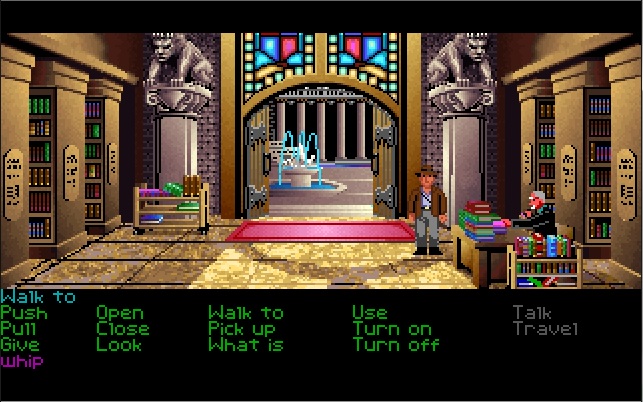 Walk to
Push Open Walk to Use Talk
Pull Close Pick up Turn on Travel
Give Look What is Turn off
whip